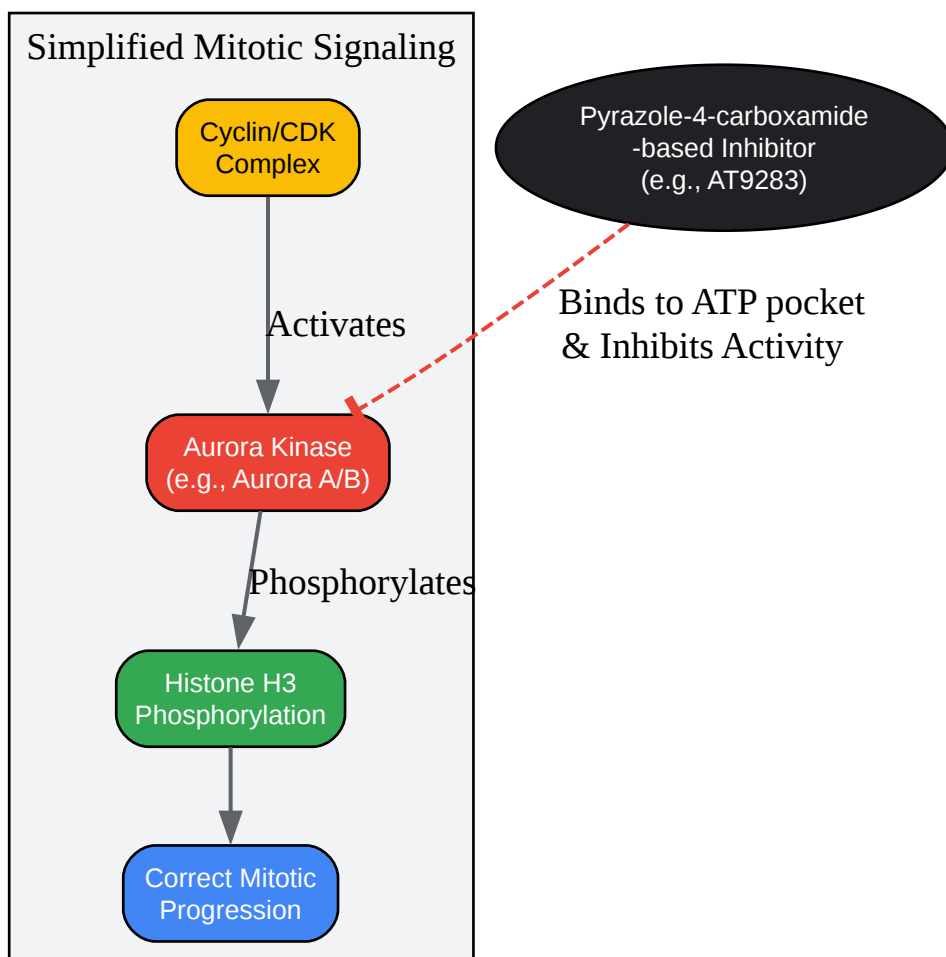 Simplified Mitotic Signaling
Cyclin/CDK
Complex
Pyrazole-4-carboxamide
-based Inhibitor
(e.g., AT9283)
Activates
Binds to ATP pocket
& Inhibits Activity
Aurora Kinase
(e.g., Aurora A/B)
Phosphorylates
Histone H3
Phosphorylation
Correct Mitotic
Progression